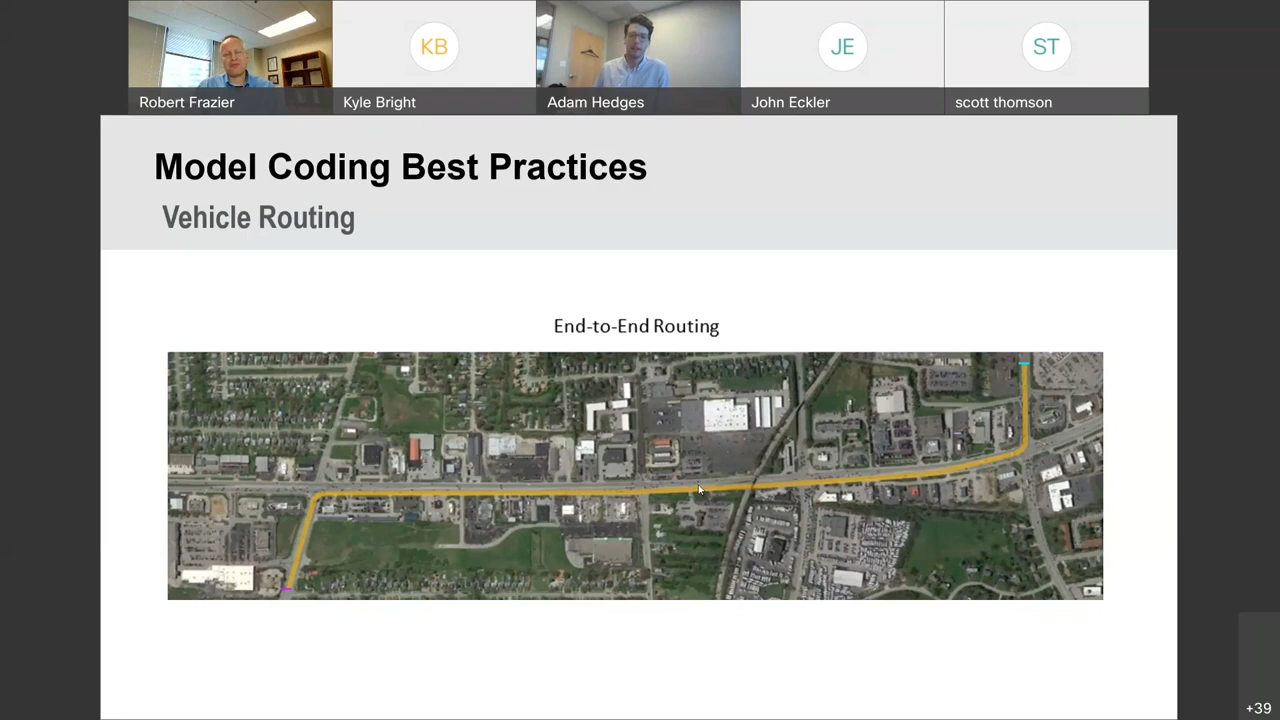 KB
JE
ST
Robert Frazier
Kyle Bright
Adam Hedges
John Eckler
scott thomson
Model Coding Best Practices
Vehicle Routing
End-to-End Routing
+39